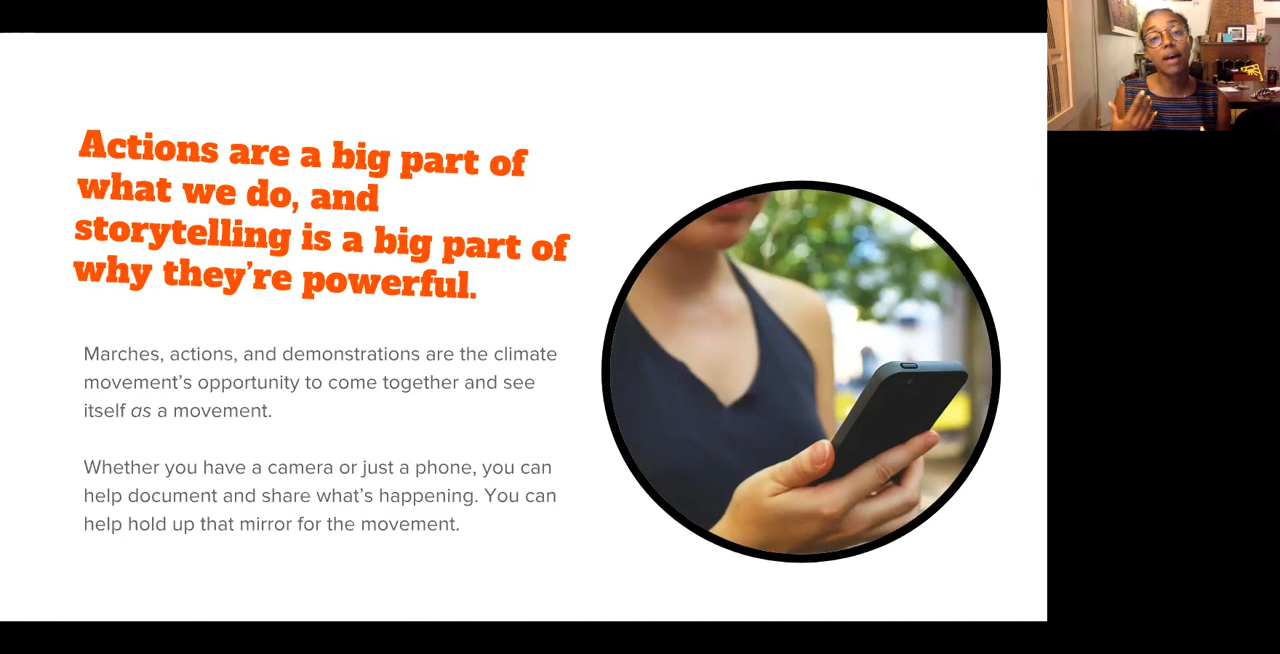 Actions are a big part of
what we do, and
storytelling is a big part of
why they’re powerful.
Marches, actions, and demonstrations are the climate
movement’s opportunity to come together and see
itself as a movement.
Whether you have a camera or just a phone, you can
help document and share what’s happening. You can
help hold up that mirror for the movement.